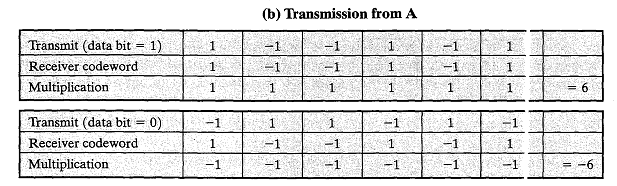 (b) Transmission from A
Transmit (data bit = 1) 1 −1 −1 1 −1 1
Receiver codeword 1 −1 −1 1 −1 1
Multiplication 1 1 1 1 1 1 = 6
Transmit (data bit = 0) −1 1 1 −1 1 −1
Receiver codeword 1 −1 −1 1 −1 1
Multiplication −1 −1 −1 −1 −1 −1 = −6